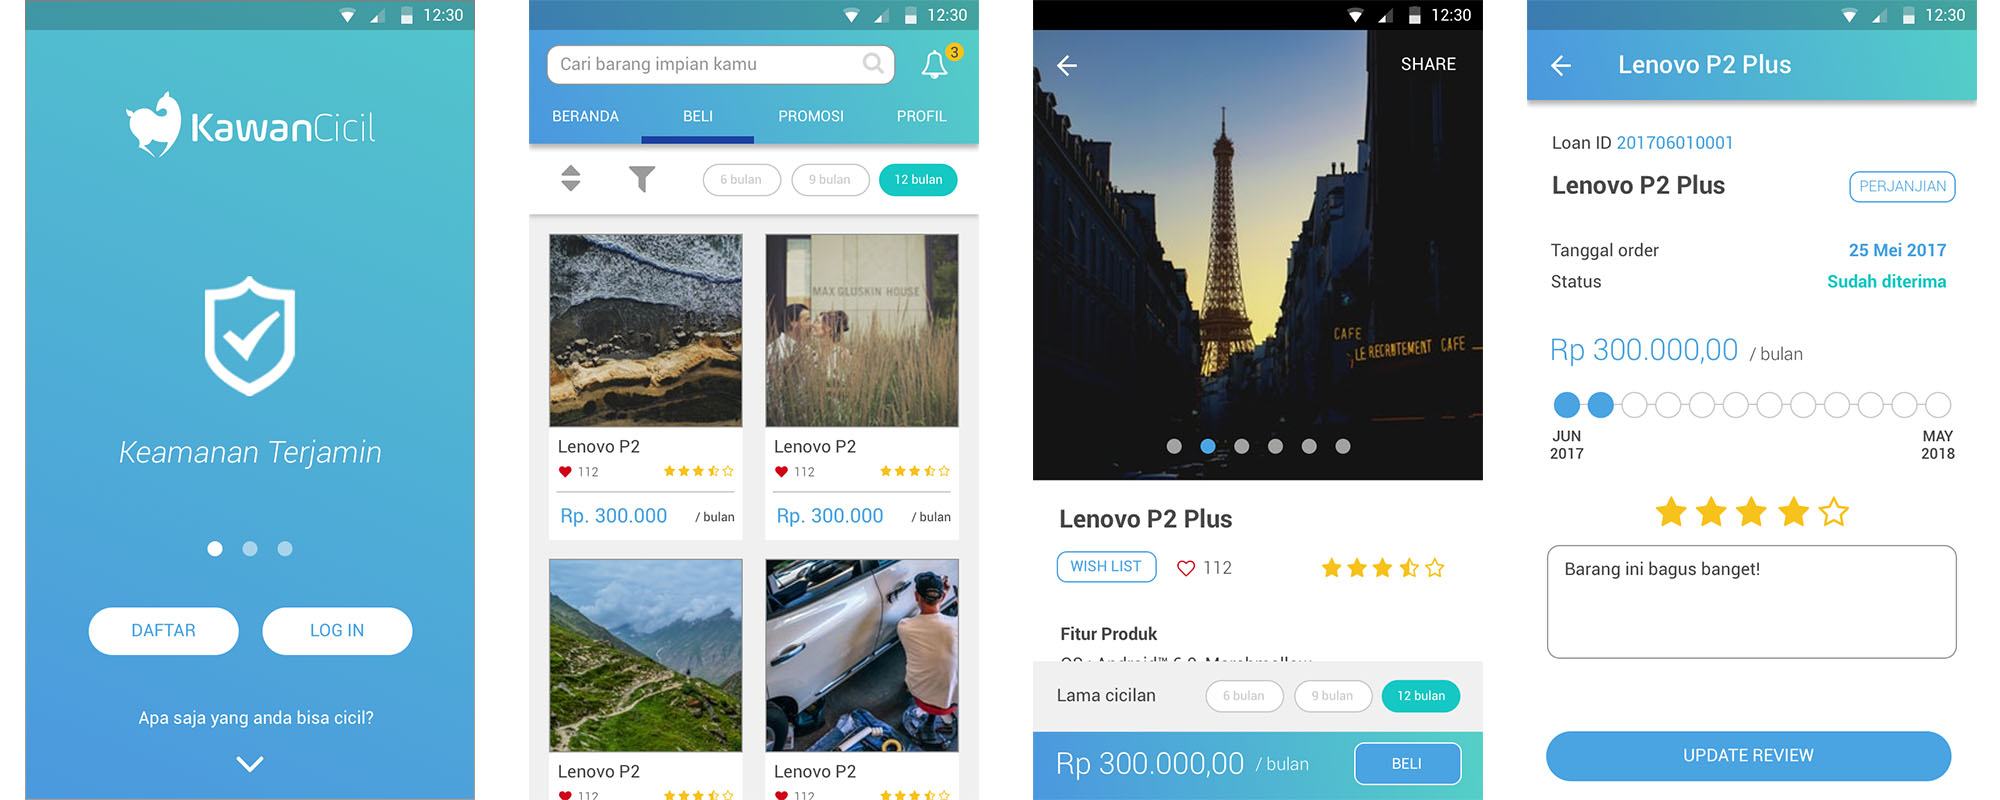 12:30
KawanCicil
Keamanan Terjamin
DAFTAR
LOG IN
Apa saja yang anda bisa cicil?
12:30
Cari barang impian kamu
3
BERANDA
BELI
PROMOSI
PROFIL
6 bulan
9 bulan
12 bulan
MAX GLUSKIN HOUSE
Lenovo P2
112
Rp. 300.000 / bulan
Lenovo P2
112
Rp. 300.000 / bulan
Lenovo P2
112
Lenovo P2
112
12:30
SHARE
CAFE
LE RECRUTEMENT CAFE
Lenovo P2 Plus
WISH LIST
112
Fitur Produk
OS : Android™ 6.0, Marshmallow
Lama cicilan
6 bulan
9 bulan
12 bulan
Rp 300.000,00 / bulan
BELI
12:30
Lenovo P2 Plus
Loan ID 201706010001
Lenovo P2 Plus
PERJANJIAN
Tanggal order 25 Mei 2017
Status Sudah diterima
Rp 300.000,00 / bulan
JUN
2017
MAY
2018
Barang ini bagus banget!
UPDATE REVIEW